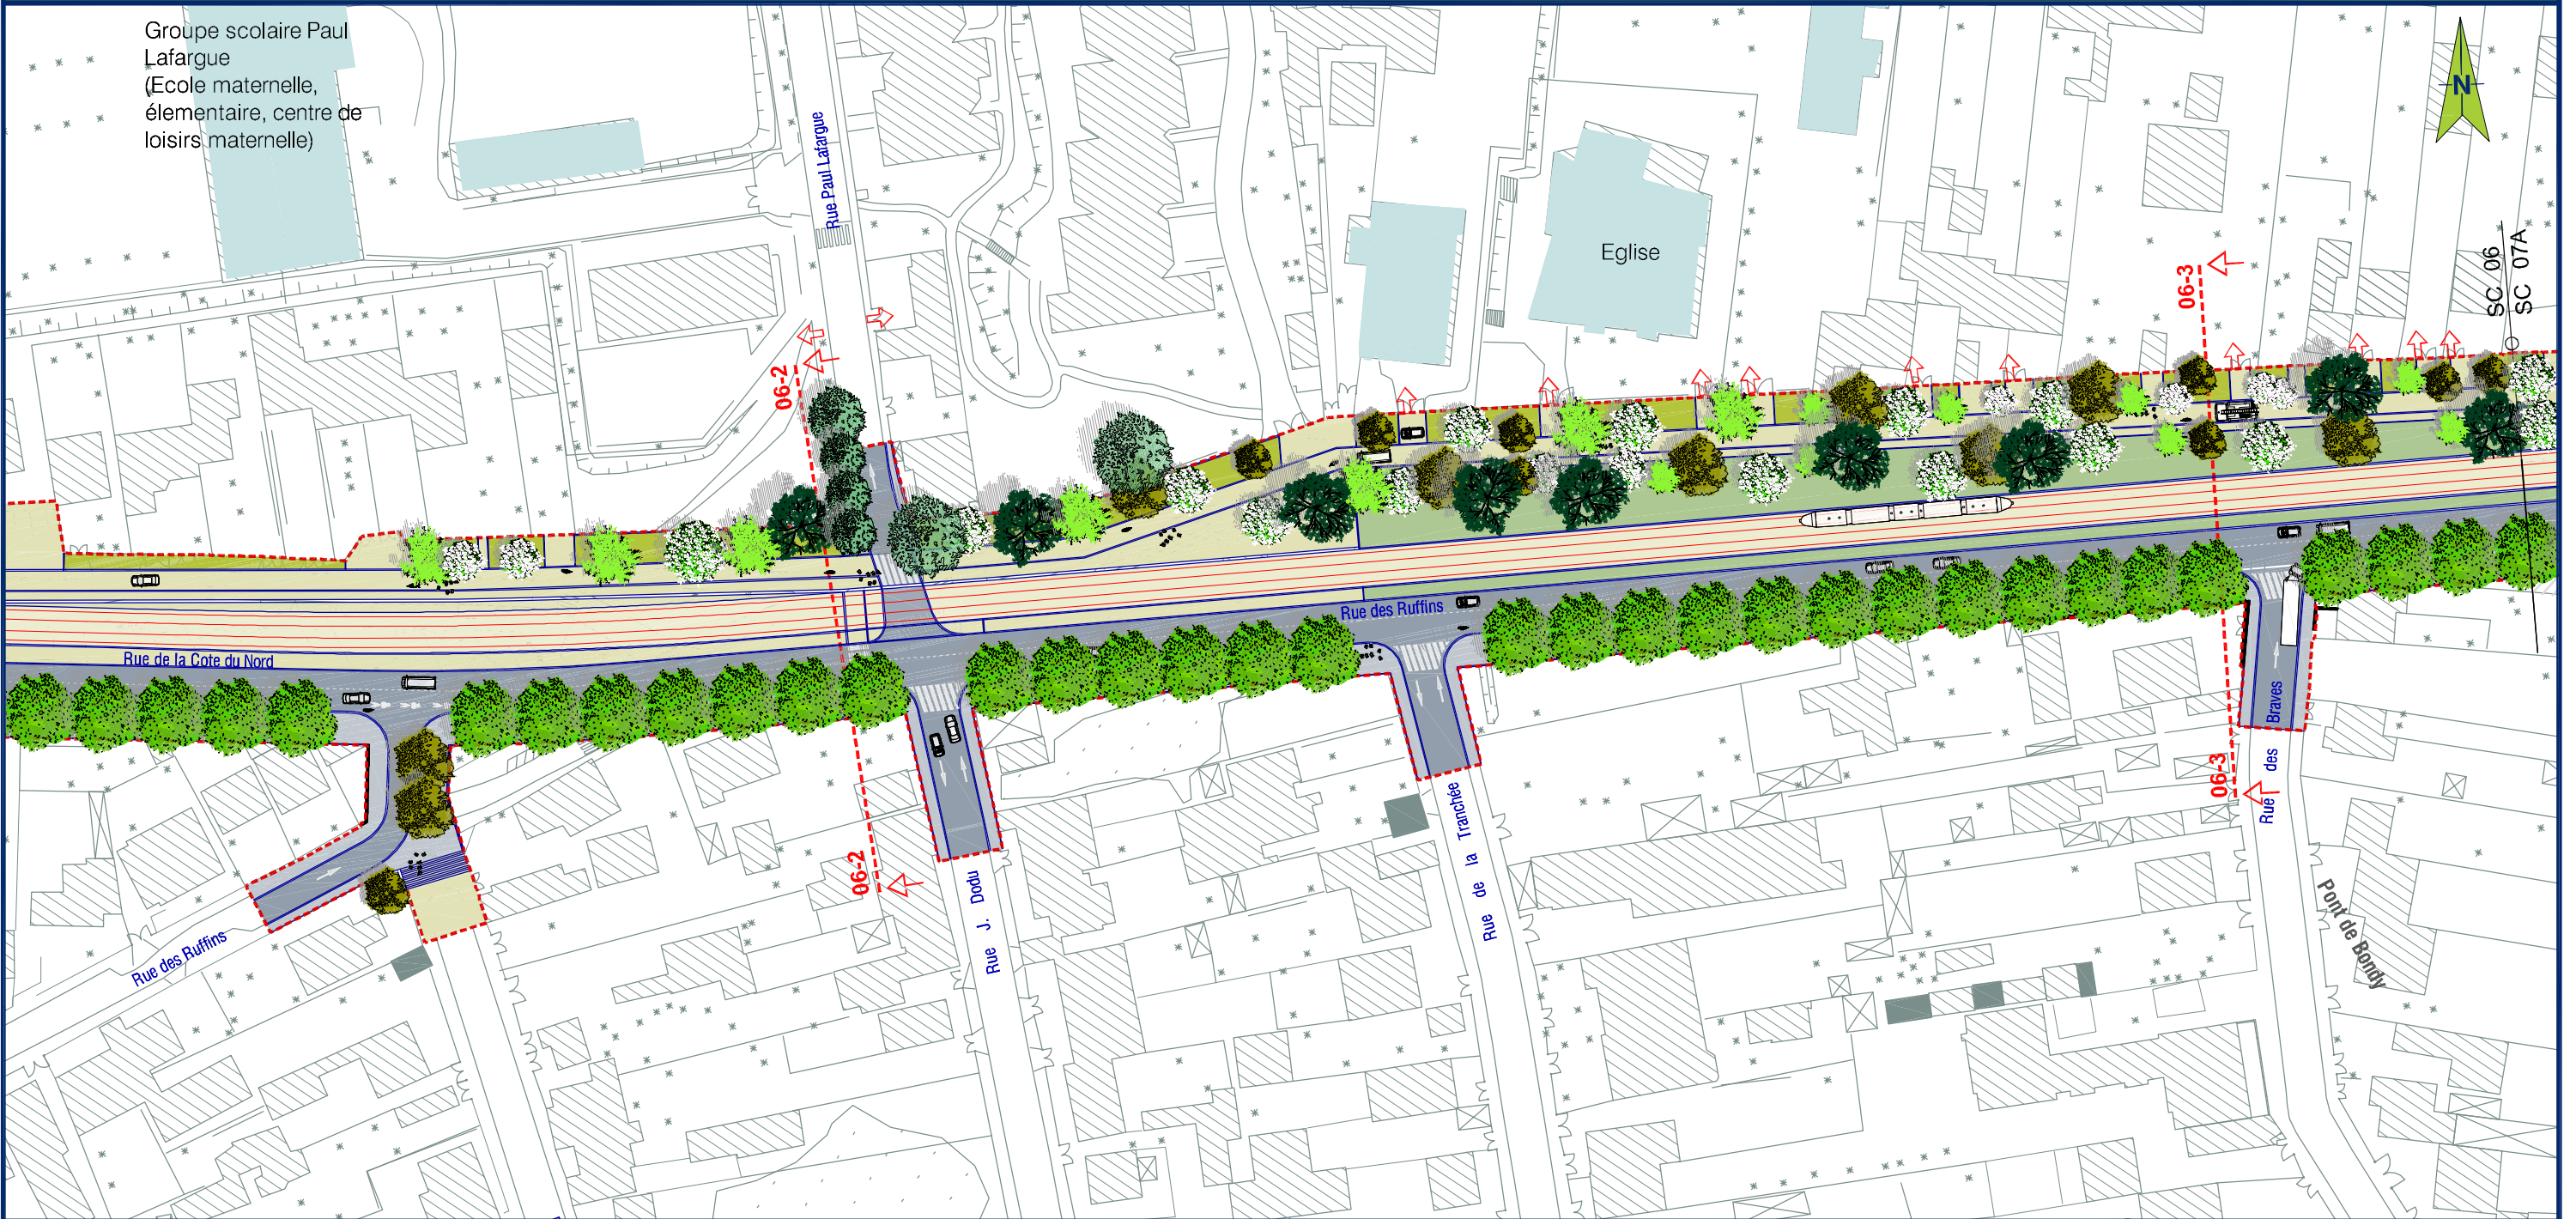 Groupe scolaire Paul
Lafargue
(Ecole maternelle,
élementaire, centre de
loisirs maternelle)
Rue Paul Lafargue
N
Eglise
SC 06
SC 07A
06-3
06-2
Rue des Ruffins
Rue de la Cote du Nord
Rue des Braves
06-3
06-2
Rue de la Tranchée
Rue J. Dodu
Rue des Ruffins
Pont de Bondy